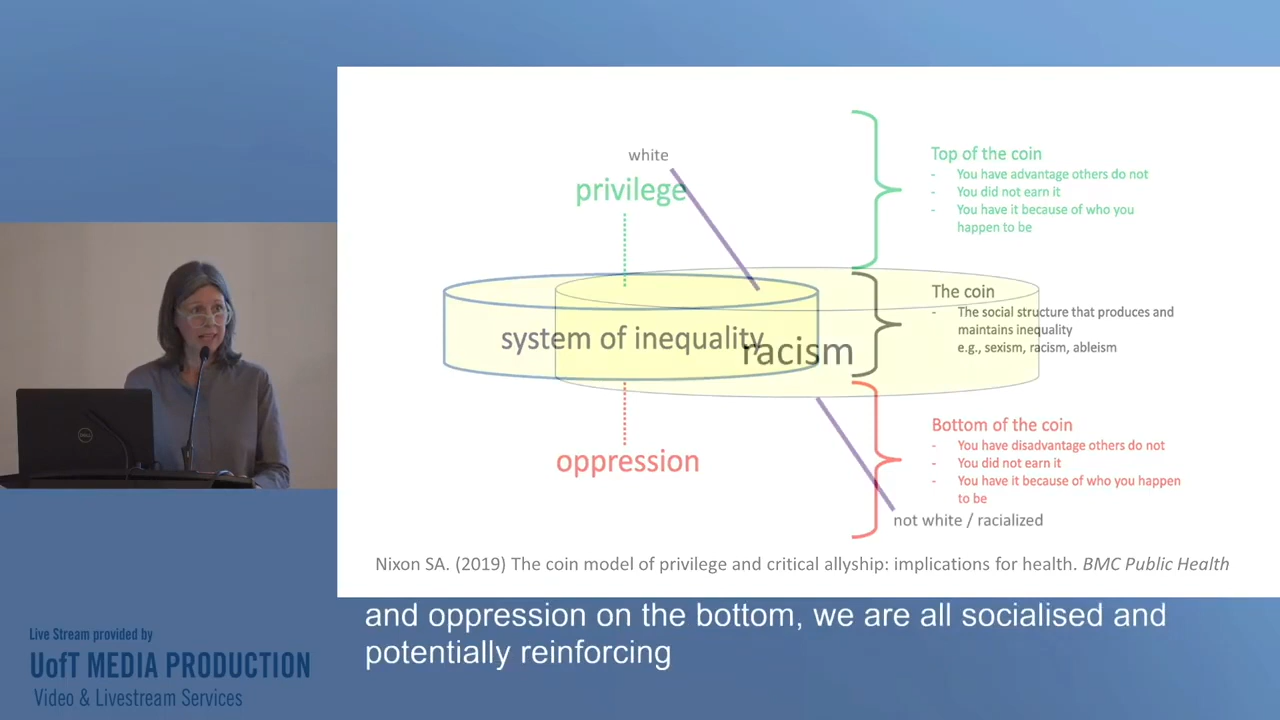 white
privilege
system of inequality
racism
oppression
not white / racialized
Top of the coin
- You have advantage others do not
- You did not earn it
- You have it because of who you
happen to be
The coin
- The social structure that produces and
maintains inequality
e.g., sexism, racism, ableism
Bottom of the coin
- You have disadvantage others do not
- You did not earn it
- You have it because of who you happen
to be
Nixon SA. (2019) The coin model of privilege and critical allyship: implications for health. BMC Public Health
and oppression on the bottom, we are all socialised and
potentially reinforcing
Live Stream provided by
UofT MEDIA PRODUCTION
Video & Livestream Services
DELL